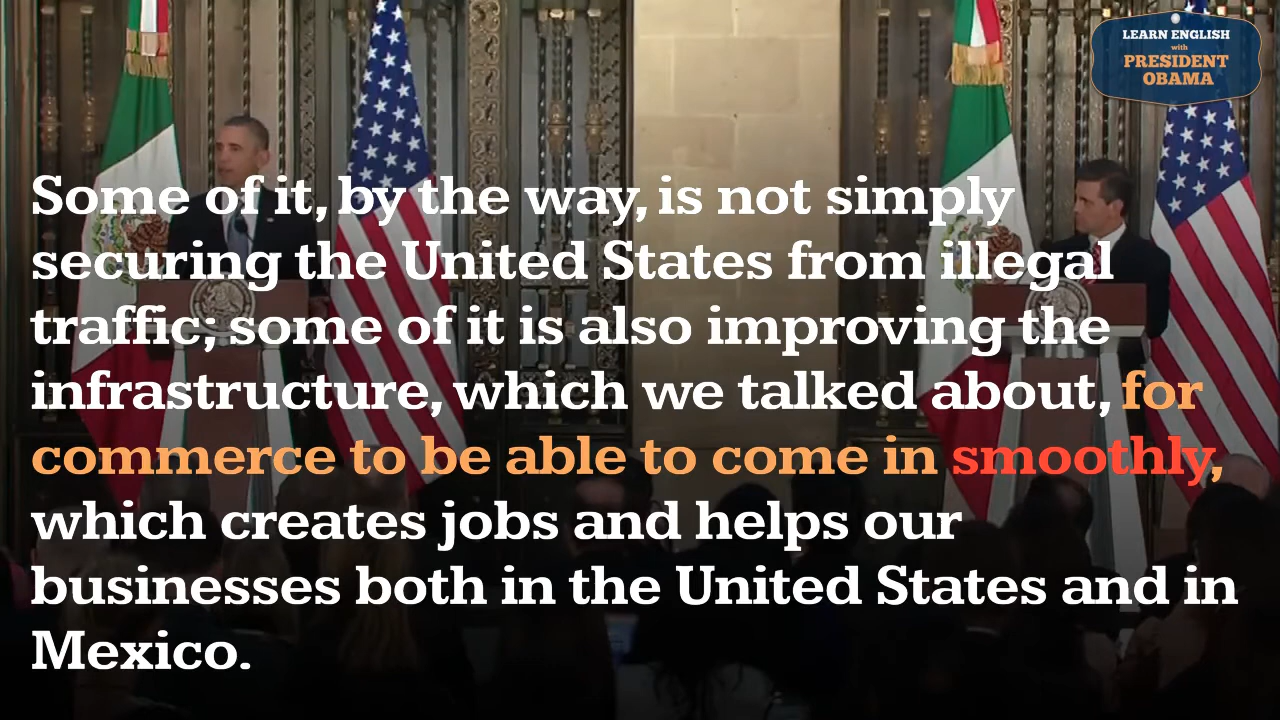 LEARN ENGLISH
with
PRESIDENT
OBAMA
Some of it, by the way, is not simply
securing the United States from illegal
traffic; some of it is also improving the
infrastructure, which we talked about, for
commerce to be able to come in smoothly,
which creates jobs and helps our
businesses both in the United States and in
Mexico.